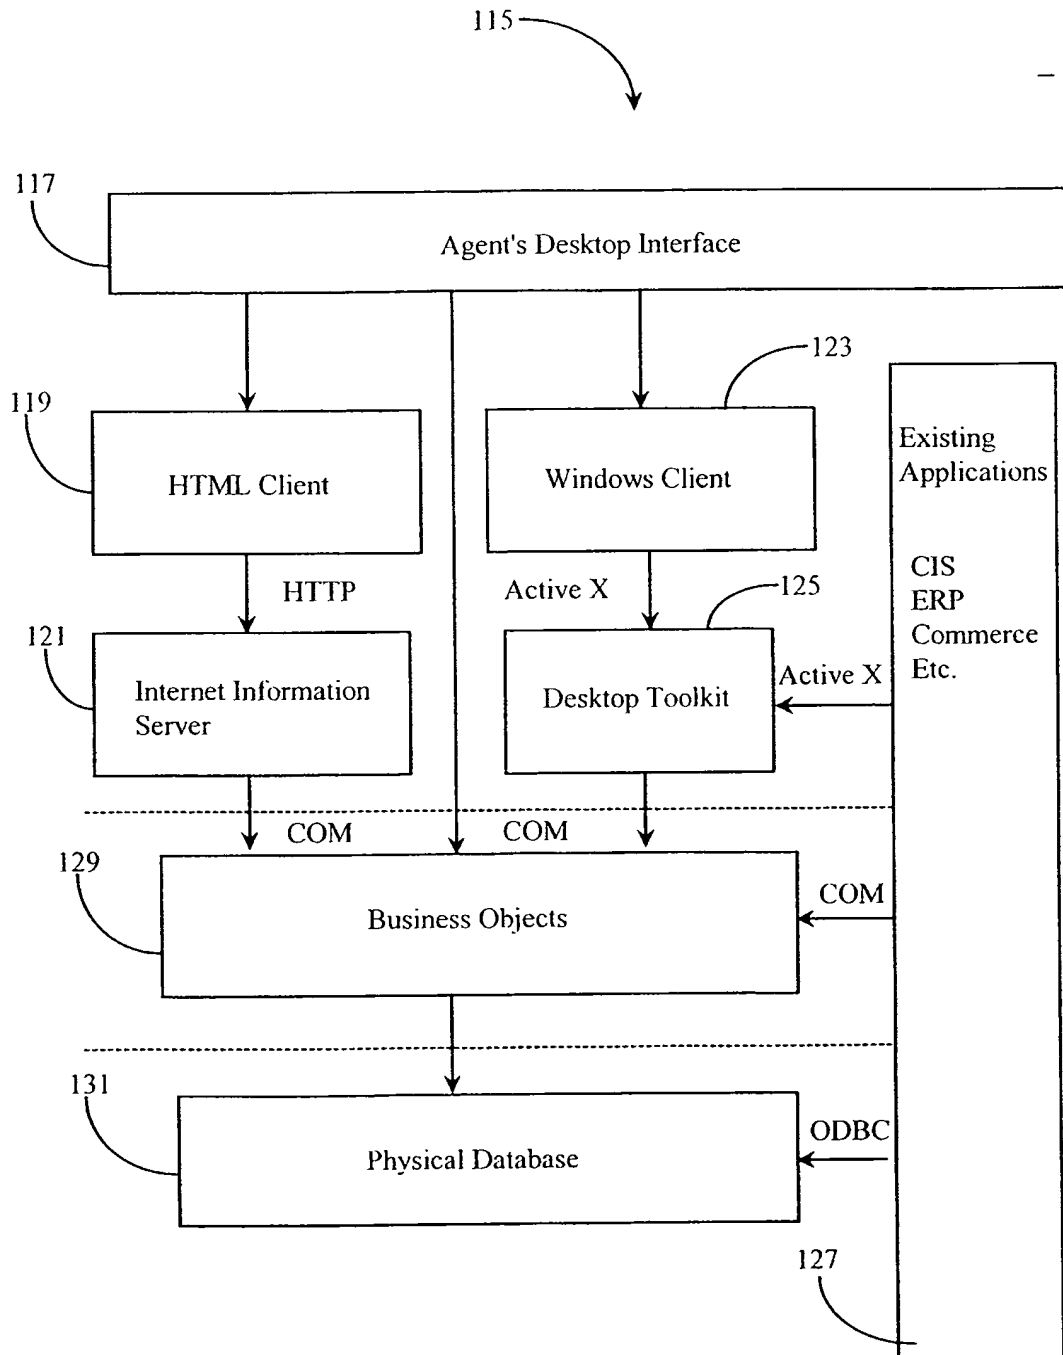 115
117
Agent's Desktop Interface
123
119
HTML Client
Windows Client
Existing
Applications
CIS
ERP
Commerce
Etc.
HTTP
Active X
125
121
Internet Information
Server
Desktop Toolkit
Active X
COM
COM
129
Business Objects
COM
131
Physical Database
ODBC
127